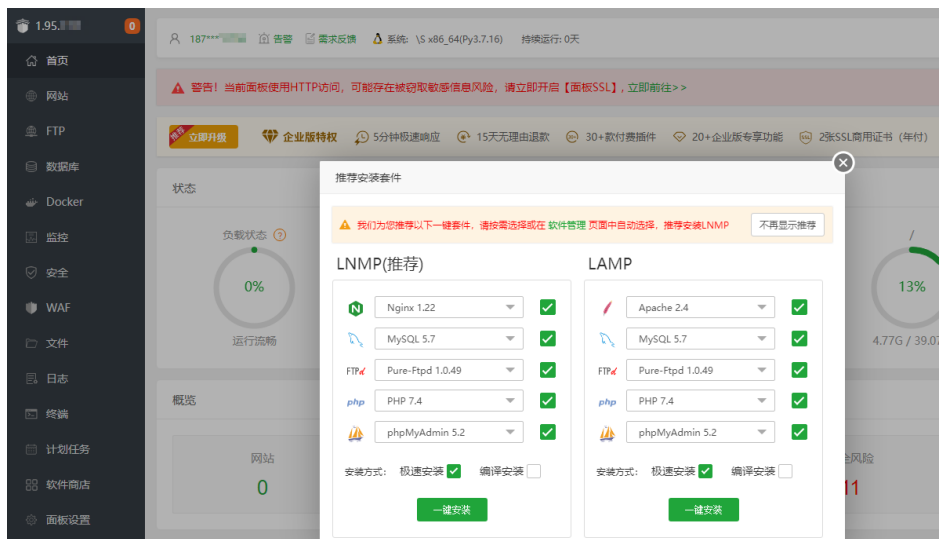 1.95.
0
187***
告警
需求反馈
系统: \S x86_64(Py3.7.16)
持续运行: 0天
首页
网站
FTP
数据库
Docker
监控
安全
WAF
文件
日志
终端
计划任务
软件商店
面板设置
警告！当前面板使用HTTP访问，可能存在被窃取敏感信息风险，请立即开启【面板SSL】, 立即前往>>
推荐
立即升级
企业版特权
5分钟极速响应
15天无理由退款
30+款付费插件
20+企业版专享功能
2张SSL商用证书（年付）
状态
负载状态 ?
0%
运行流畅
/
13%
4.77G / 39.07
概览
网站
0
风险
11
推荐安装套件
我们为您推荐以下一键套件，请按需选择或在 软件管理 页面中自动选择，推荐安装LNMP
不再显示推荐
LNMP(推荐)
Nginx 1.22
MySQL 5.7
FTP
Pure-Ftpd 1.0.49
php
PHP 7.4
phpMyAdmin 5.2
安装方式: 极速安装 编译安装
一键安装
LAMP
Apache 2.4
MySQL 5.7
FTP
Pure-Ftpd 1.0.49
php
PHP 7.4
phpMyAdmin 5.2
安装方式: 极速安装 编译安装
一键安装